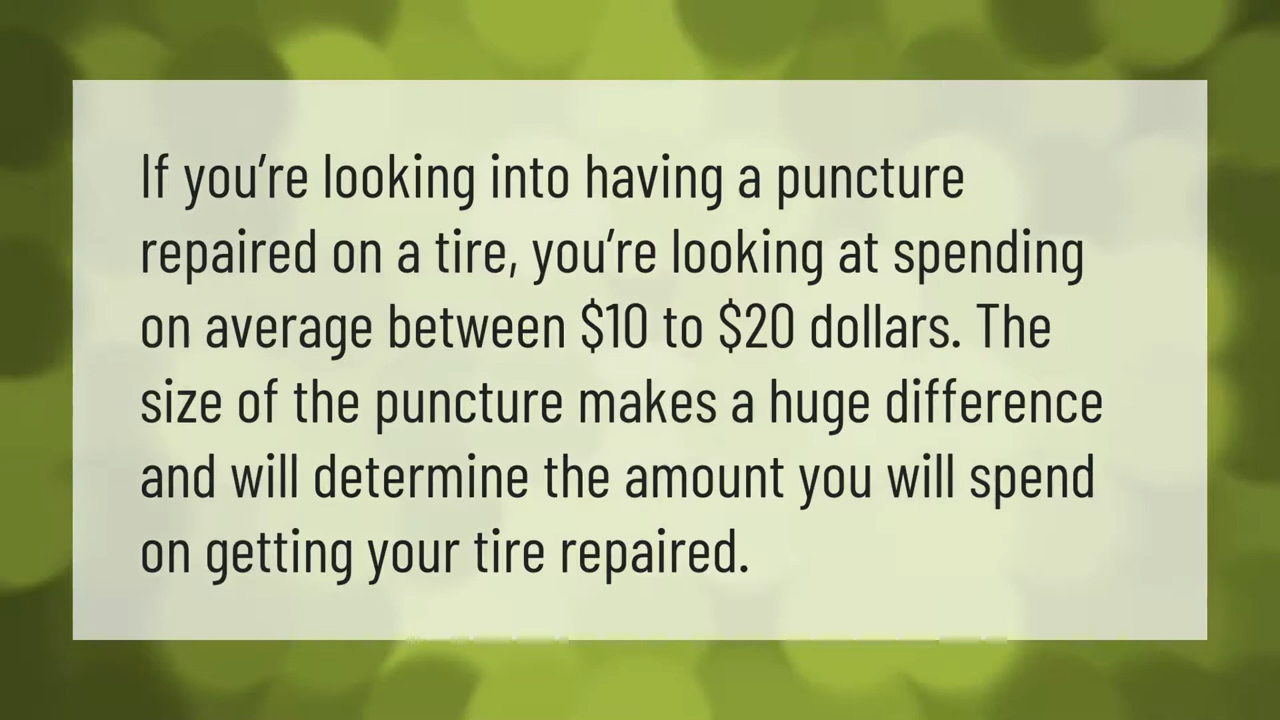 If you’re looking into having a puncture
repaired on a tire, you’re looking at spending
on average between $10 to $20 dollars. The
size of the puncture makes a huge difference
and will determine the amount you will spend
on getting your tire repaired.